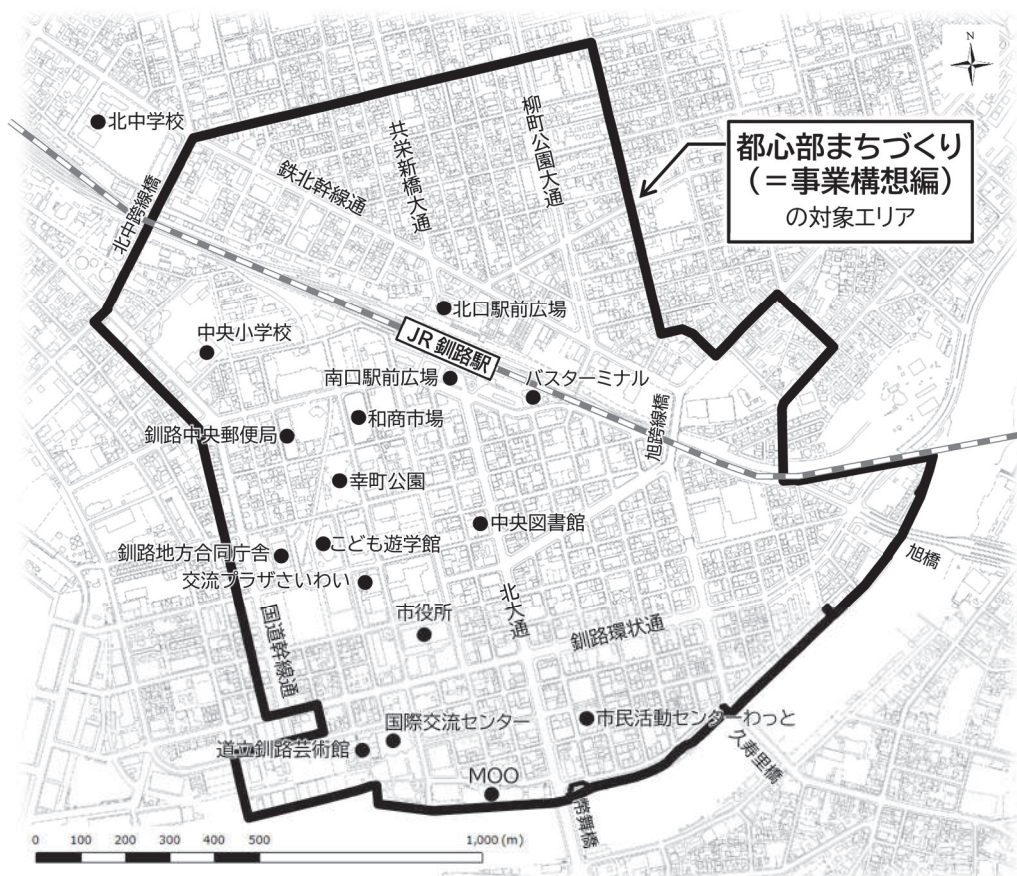 N
北中学校
柳町公園大通
共栄新橋大通
都心部まちづくり
（＝事業構想編）
の対象エリア
鉄北幹線通
北中跨線橋
北口駅前広場
中央小学校
JR 釧路駅
南口駅前広場
バスターミナル
和商市場
旭跨線橋
釧路中央郵便局
幸町公園
中央図書館
こども遊学館
釧路地方合同庁舎
旭橋
交流プラザさいわい
北大通
市役所
国道幹線通
釧路環状通
国際交流センター
市民活動センターわっと
道立釧路芸術館
久寿里橋
MOO
幣舞橋
0 100 200 300 400 500 1,000 (m)